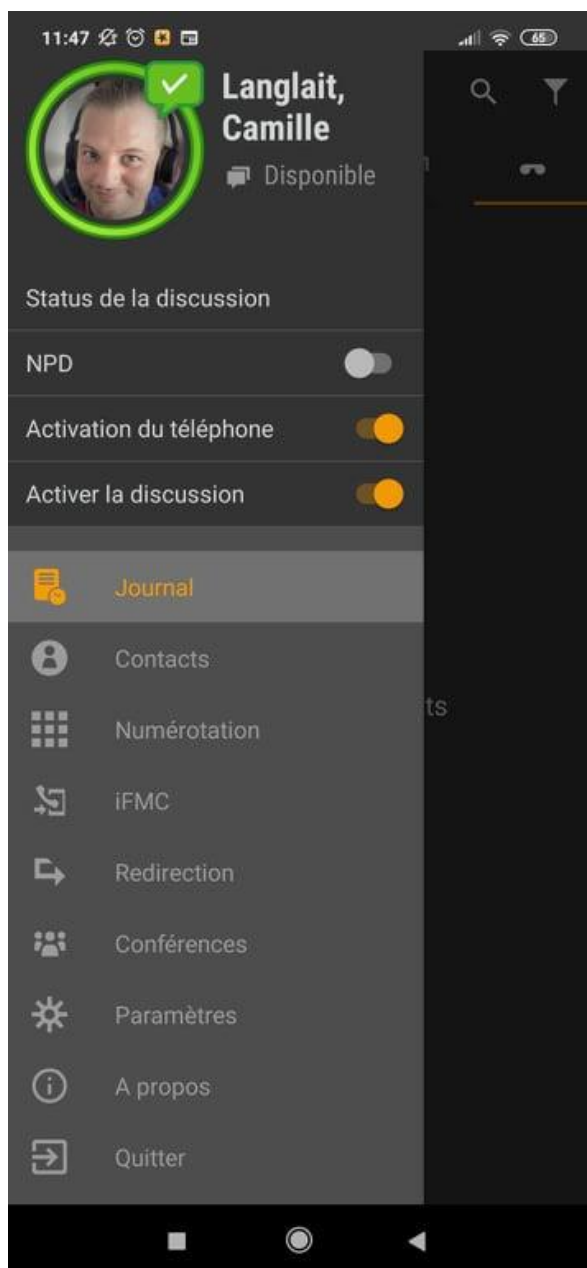 11:47
65
Langlait,
Camille
Disponible
Status de la discussion
NPD
Activation du téléphone
Activer la discussion
Journal
Contacts
ts
Numérotation
iFMC
Redirection
Conférences
Paramètres
A propos
Quitter